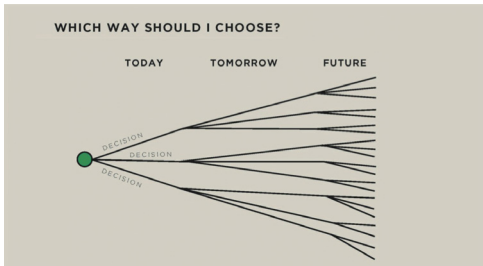 WHICH WAY SHOULD I CHOOSE?
TODAY TOMORROW FUTURE
DECISION
DECISION
DECISION